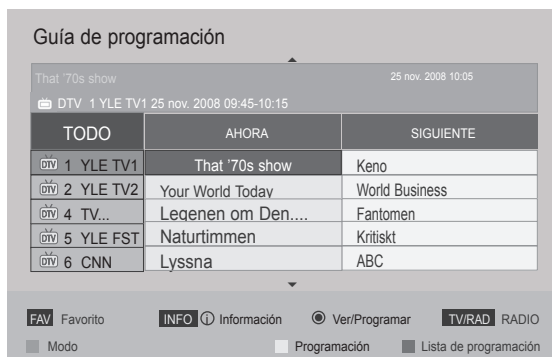 Guía de programación
That '70s show 25 nov. 2008 10:05
DTV 1 YLE TV1 25 nov. 2008 09:45-10:15
TODO AHORA SIGUIENTE
DTV 1 YLE TV1 That '70s show Keno
DTV 2 YLE TV2 Your World Today World Business
DTV 4 TV... Legenen om Den.... Fantomen
DTV 5 YLE FST Naturtimmen Kritiskt
DTV 6 CNN Lyssna ABC
FAV Favorito INFO i Información Ver/Programar TV/RAD RADIO
Modo Programación Lista de programación